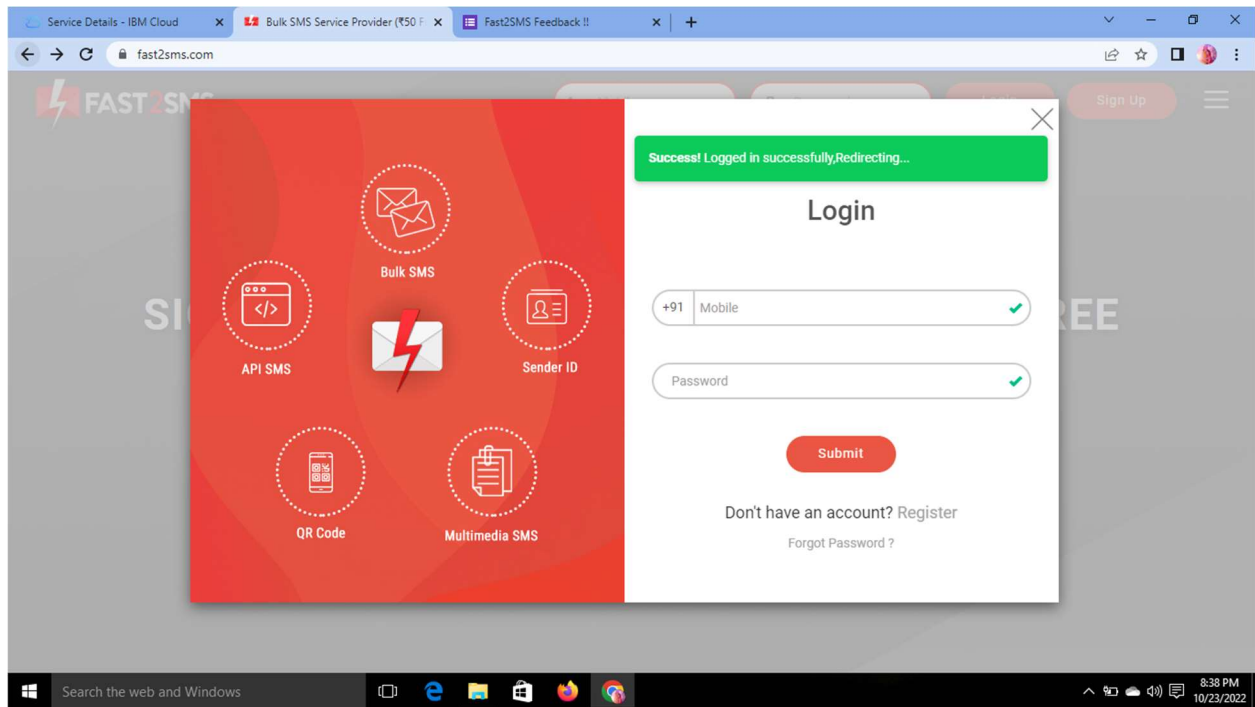 Service Details - IBM Cloud
Bulk SMS Service Provider (₹50 F
Fast2SMS Feedback !!
fast2sms.com
FAST2SMS
Sign Up
Success! Logged in successfully,Redirecting...
Login
Bulk SMS
API SMS
Sender ID
QR Code
Multimedia SMS
SI
EE
+91 Mobile
Password
Submit
Don't have an account? Register
Forgot Password ?
Search the web and Windows
8:38 PM
10/23/2022